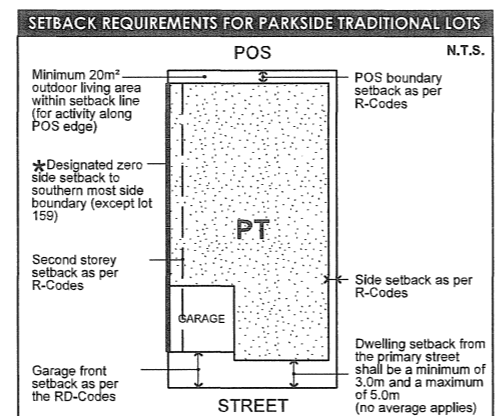 SETBACK REQUIREMENTS FOR PARKSIDE TRADITIONAL LOTS
POS
N.T.S.
Minimum 20m²
outdoor living area
within setback line
(for activity along
POS edge)
POS boundary
setback as per
R-Codes
*Designated zero
side setback to
southern most side
boundary (except lot
159)
PT
Second storey
setback as per
R-Codes
Side setback as per
R-Codes
GARAGE
Garage front
setback as per
the RD-Codes
Dwelling setback from
the primary street
shall be a minimum of
3.0m and a maximum
of 5.0m
(no average applies)
STREET